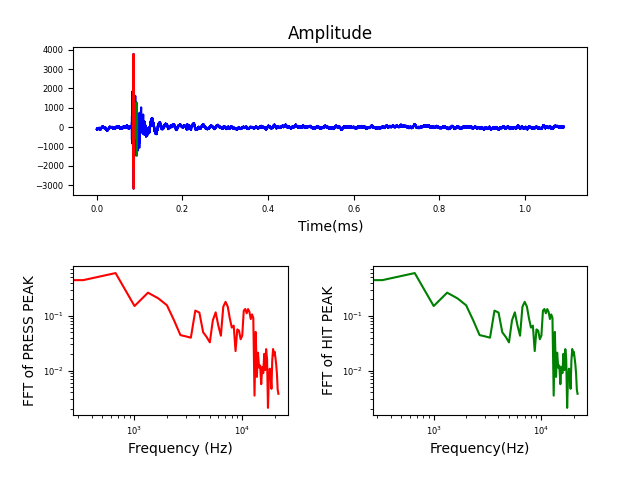 Amplitude
4000
3000
2000
1000
0
−1000
−2000
−3000
0.0 0.2 0.4 0.6 0.8 1.0
Time(ms)
FFT of PRESS PEAK
10⁻¹
10⁻²
10³ 10⁴
Frequency (Hz)
FFT of HIT PEAK
10⁻¹
10⁻²
10³ 10⁴
Frequency(Hz)